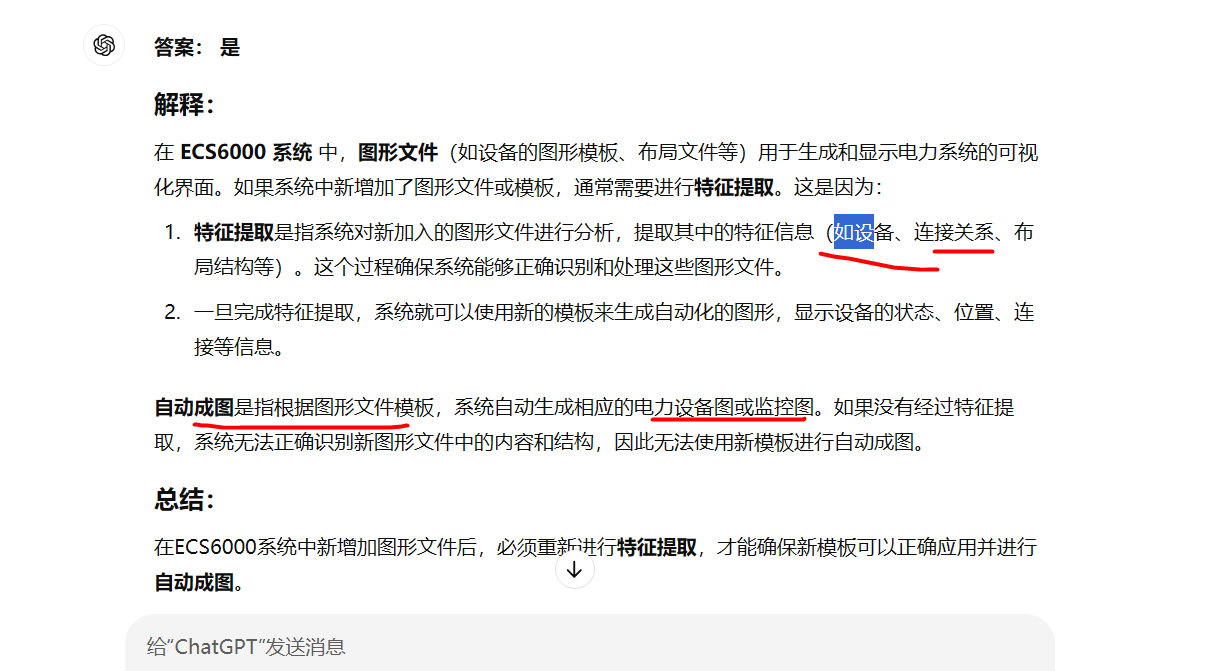 答案： 是
解释：
在 ECS6000 系统 中，图形文件（如设备的图形模板、布局文件等）用于生成和显示电力系统的可视
化界面。如果系统中新增加了图形文件或模板，通常需要进行特征提取。这是因为：
1. 特征提取是指系统对新加入的图形文件进行分析，提取其中的特征信息（如设备、连接关系、布
局结构等）。这个过程确保系统能够正确识别和处理这些图形文件。
2. 一旦完成特征提取，系统就可以使用新的模板来生成自动化的图形，显示设备的状态、位置、连
接等信息。
自动成图是指根据图形文件模板，系统自动生成相应的电力设备图或监控图。如果没有经过特征提
取，系统无法正确识别新图形文件中的内容和结构，因此无法使用新模板进行自动成图。
总结：
在ECS6000系统中新增加图形文件后，必须重新进行特征提取，才能确保新模板可以正确应用并进行
自动成图。
给“ChatGPT”发送消息